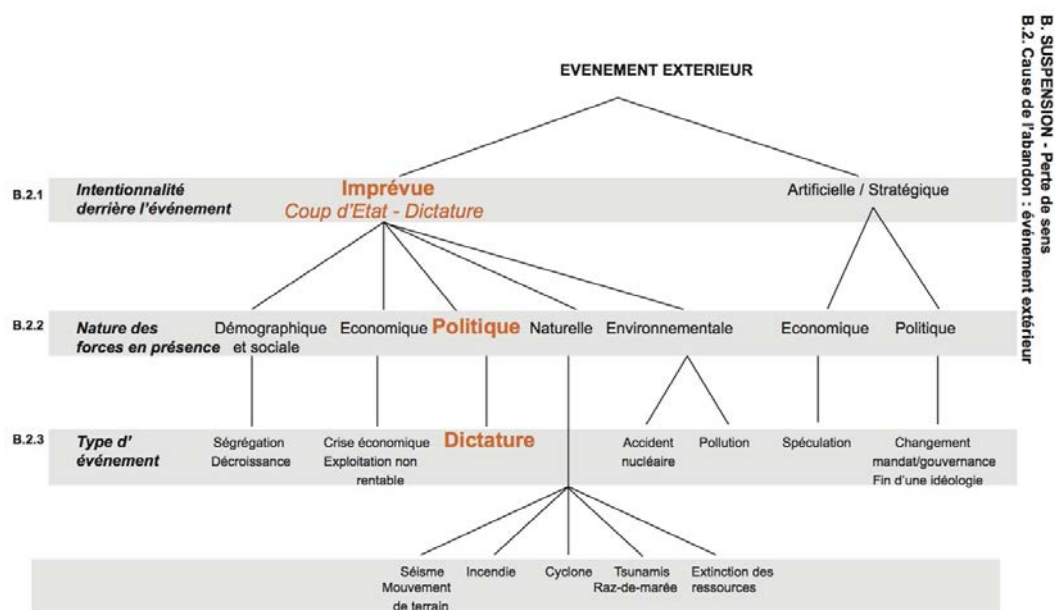 B. SUSPENSION - Perte de sens
B.2. Cause de l'abandon : événement extérieur
EVENEMENT EXTERIEUR
B.2.1
Intentionnalité
derrière l'événement
Imprévue
Coup d'Etat - Dictature
Artificielle / Stratégique
B.2.2
Nature des
forces en présence
Démographique
et sociale
Economique
Politique
Naturelle
Environnementale
Economique
Politique
B.2.3
Type d'
événement
Ségrégation
Décroissance
Crise économique
Exploitation non
rentable
Dictature
Accident
nucléaire
Pollution
Spéculation
Changement
mandat/gouvernance
Fin d'une idéologie
Séisme
Mouvement
de terrain
Incendie
Cyclone
Tsunamis
Raz-de-marée
Extinction des
ressources